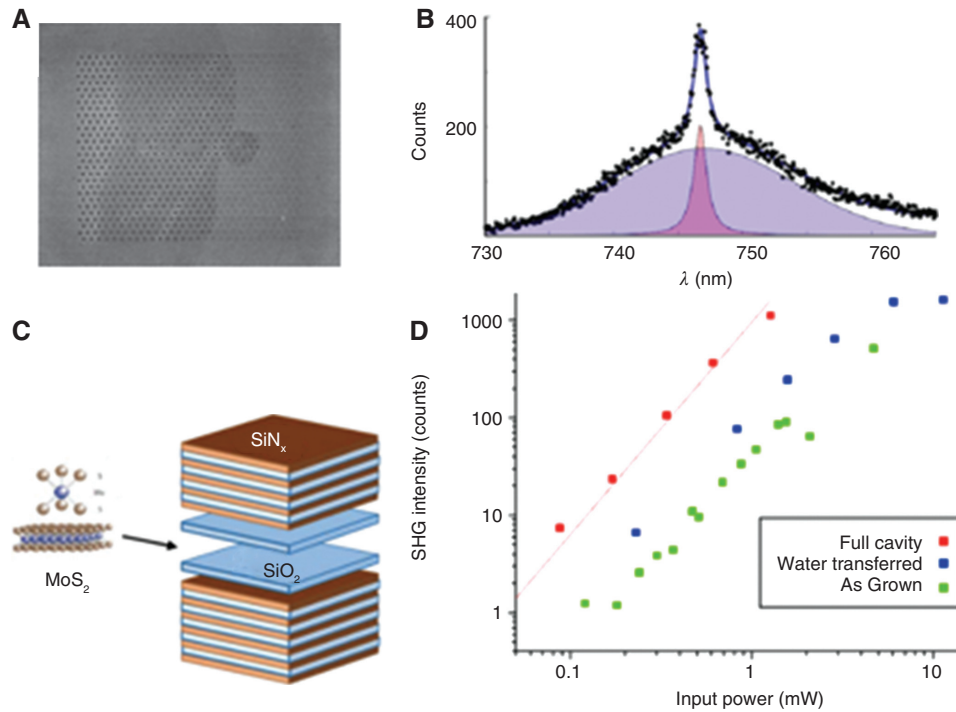 A
B
400
200
Counts
730
740
750
760
λ (nm)
C
SiNₓ
SiO₂
MoS₂
D
1000
100
10
1
SHG intensity (counts)
Full cavity
Water transferred
As Grown
0.1
1
10
Input power (mW)